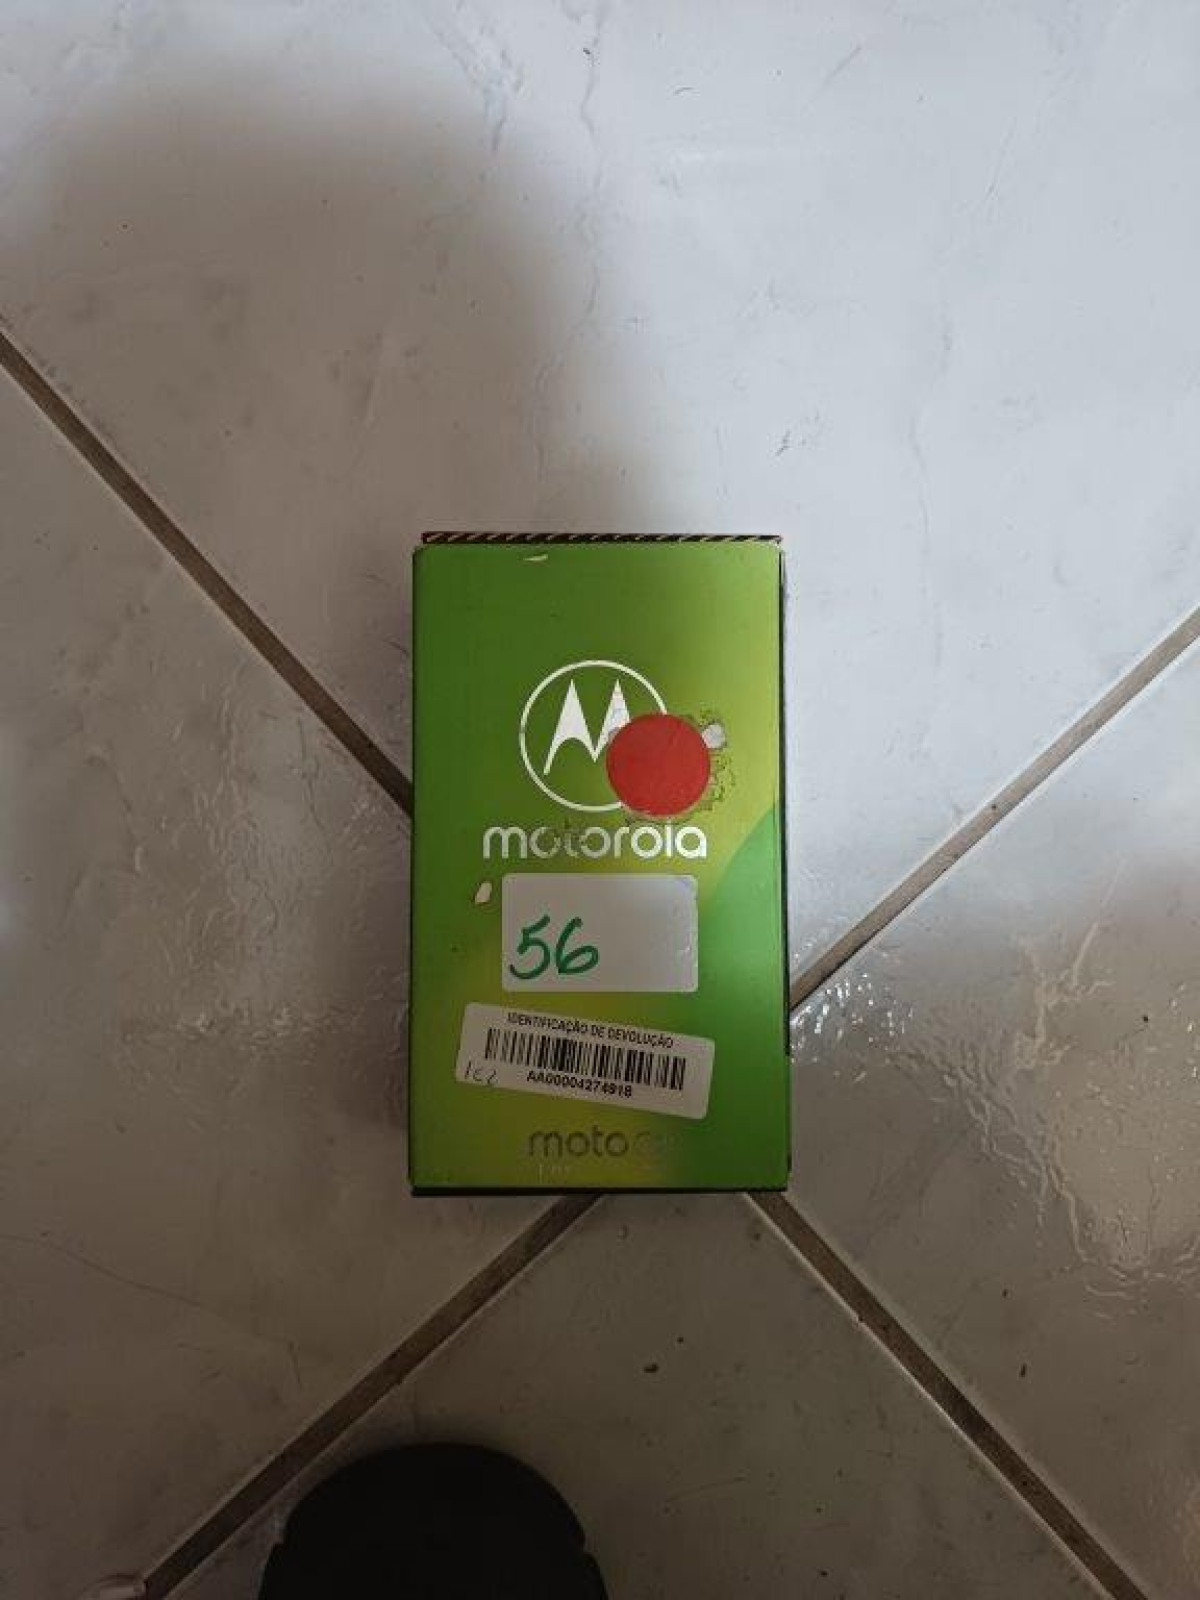 motorola
56
IDENTIFICAÇÃO DE DEVOLUÇÃO
AA00004274918
moto